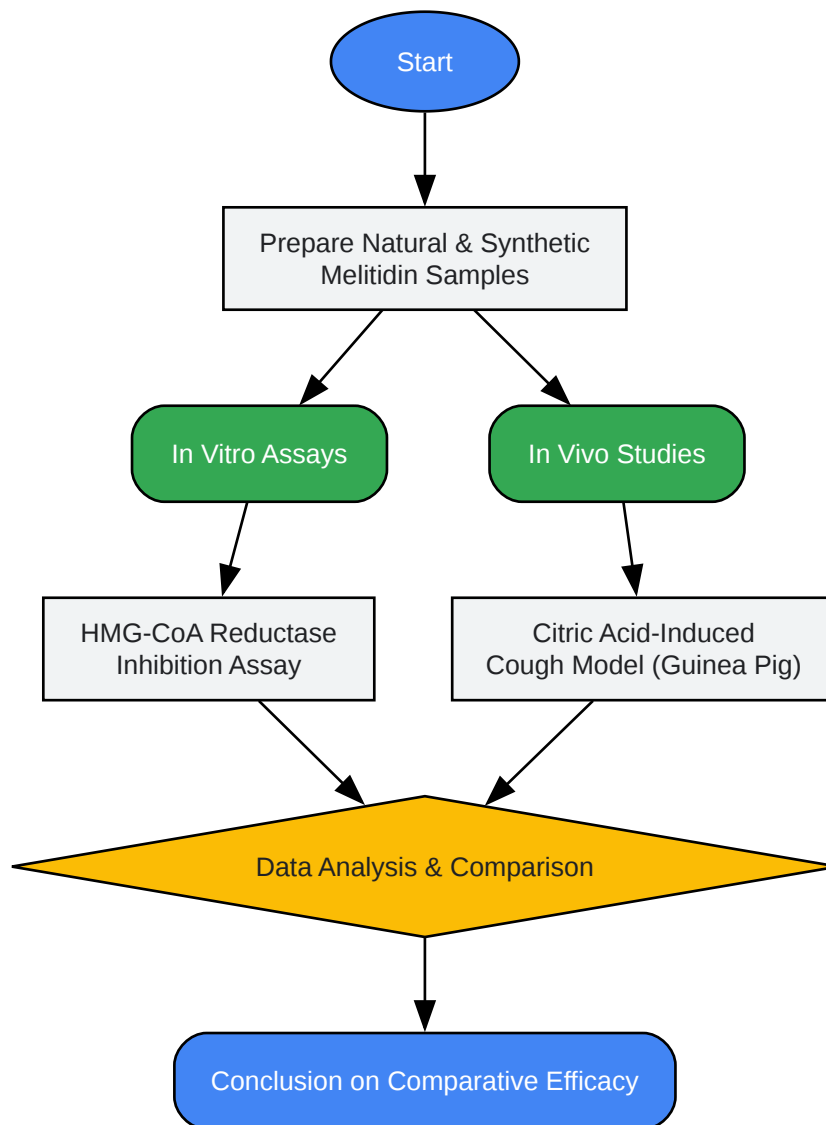 Start
Prepare Natural & Synthetic
Melitidin Samples
In Vitro Assays
In Vivo Studies
HMG-CoA Reductase
Inhibition Assay
Citric Acid-Induced
Cough Model (Guinea Pig)
Data Analysis & Comparison
Conclusion on Comparative Efficacy